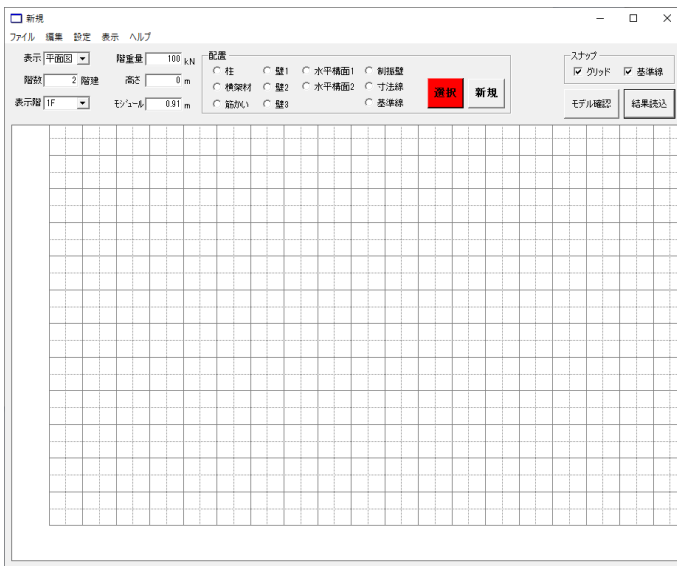 新規
ファイル 編集 設定 表示 ヘルプ
表示 平面図 階重量 100 kN 配置 スナップ
柱 壁1 水平構面1 制振壁 グリッド 基準線
階数 2 階建 高さ 0 m 横架材 壁2 水平構面2 寸法線 選択 新規
表示階 1F モジュール 0.91 m 筋かい 壁3 基準線 モデル確認 結果読込